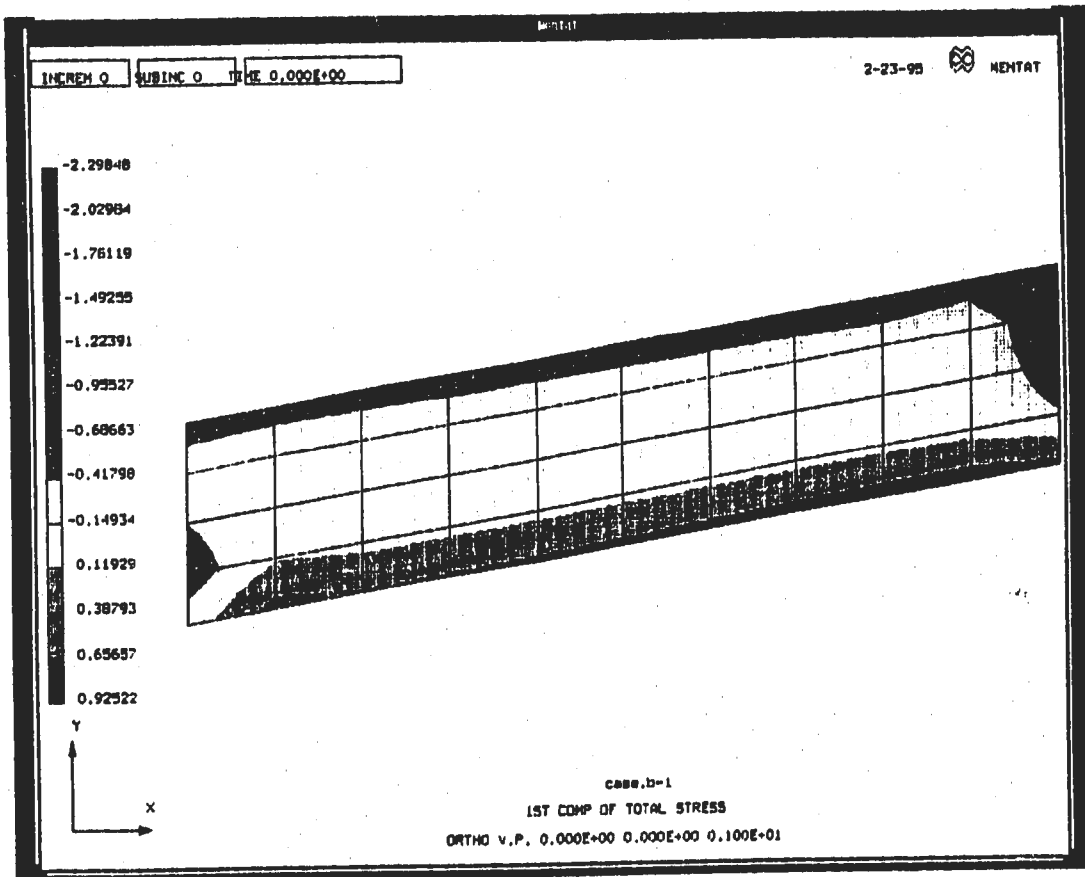 Mentat
INCREM 0 SUBINC 0 TIME 0.000E+00
2-23-95 MENTAT
-2.29848
-2.02984
-1.76119
-1.49255
-1.22391
-0.95527
-0.68663
-0.41798
-0.14934
0.11929
0.38793
0.65657
0.92522
Y
X
case.b-1
1ST COMP OF TOTAL STRESS
ORTHO V.P. 0.000E+00 0.000E+00 0.100E+01